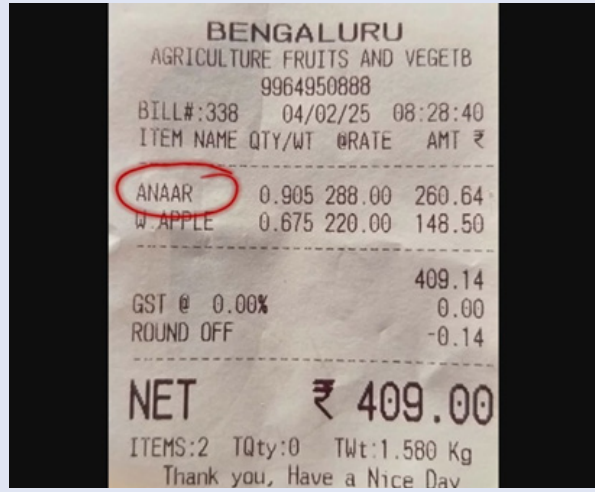 BENGALURU
AGRICULTURE FRUITS AND VEGETB
9964950888
BILL#:338 04/02/25 08:28:40
ITEM NAME QTY/WT @RATE AMT ₹
ANAAR 0.905 288.00 260.64
W.APPLE 0.675 220.00 148.50
409.14
GST @ 0.00% 0.00
ROUND OFF -0.14
NET ₹ 409.00
ITEMS:2 TQty:0 TWt:1.580 Kg
Thank you, Have a Nice Day